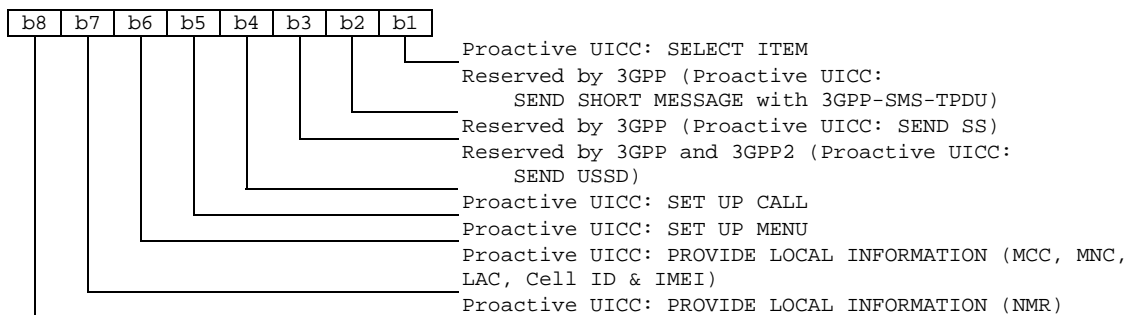 b8 b7 b6 b5 b4 b3 b2 b1
Proactive UICC: SELECT ITEM
Reserved by 3GPP (Proactive UICC:
SEND SHORT MESSAGE with 3GPP-SMS-TPDU)
Reserved by 3GPP (Proactive UICC: SEND SS)
Reserved by 3GPP and 3GPP2 (Proactive UICC:
SEND USSD)
Proactive UICC: SET UP CALL
Proactive UICC: SET UP MENU
Proactive UICC: PROVIDE LOCAL INFORMATION (MCC, MNC,
LAC, Cell ID & IMEI)
Proactive UICC: PROVIDE LOCAL INFORMATION (NMR)